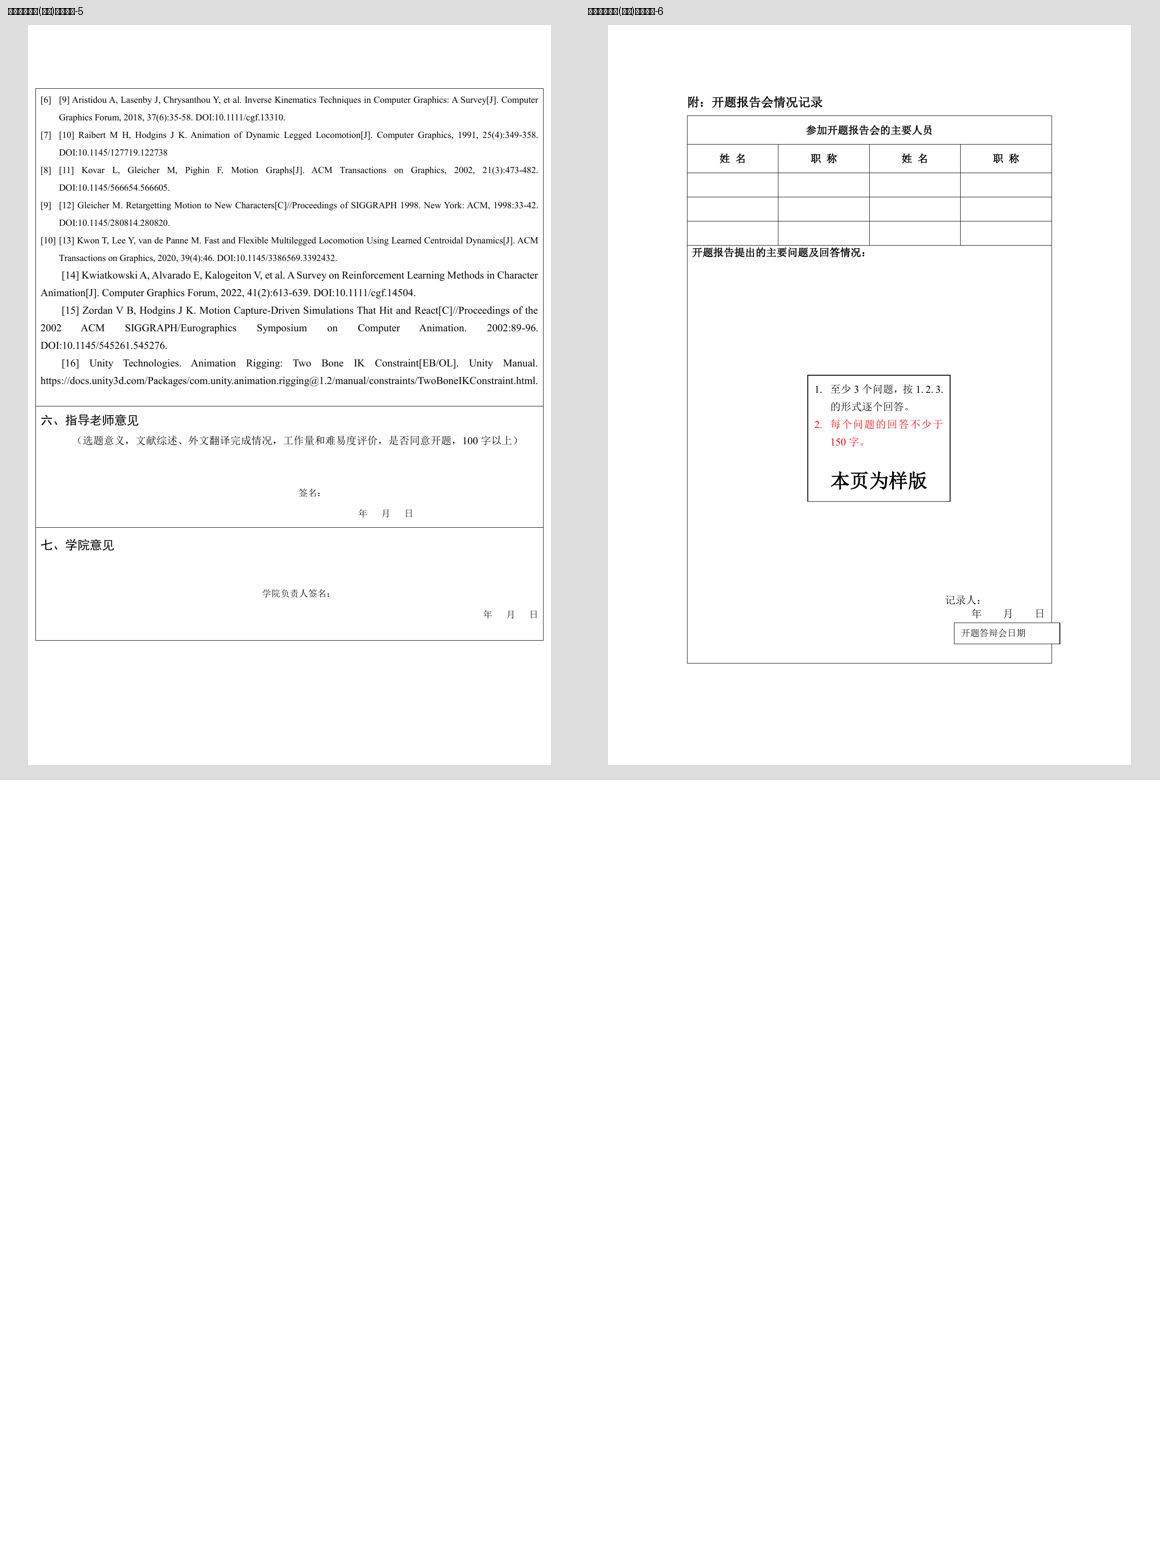 (
)
-5
[6] [9] Aristidou A, Lasenby J, Chrysanthou Y, et al. Inverse Kinematics Techniques in Computer Graphics: A Survey[J]. Computer
Graphics Forum, 2018, 37(6):35-58. DOI:10.1111/cgf.13310.
[7] [10] Raibert M H, Hodgins J K. Animation of Dynamic Legged Locomotion[J]. Computer Graphics, 1991, 25(4):349-358.
DOI:10.1145/127719.122738
[8] [11] Kovar L, Gleicher M, Pighin F. Motion Graphs[J]. ACM Transactions on Graphics, 2002, 21(3):473-482.
DOI:10.1145/566654.566605.
[9] [12] Gleicher M. Retargetting Motion to New Characters[C]//Proceedings of SIGGRAPH 1998. New York: ACM, 1998:33-42.
DOI:10.1145/280814.280820.
[10] [13] Kwon T, Lee Y, van de Panne M. Fast and Flexible Multilegged Locomotion Using Learned Centroidal Dynamics[J]. ACM
Transactions on Graphics, 2020, 39(4):46. DOI:10.1145/3386569.3392432.
[14] Kwiatkowski A, Alvarado E, Kalogeiton V, et al. A Survey on Reinforcement Learning Methods in Character
Animation[J]. Computer Graphics Forum, 2022, 41(2):613-639. DOI:10.1111/cgf.14504.
[15] Zordan V B, Hodgins J K. Motion Capture-Driven Simulations That Hit and React[C]//Proceedings of the
2002 ACM SIGGRAPH/Eurographics Symposium on Computer Animation. 2002:89-96.
DOI:10.1145/545261.545276.
[16] Unity Technologies. Animation Rigging: Two Bone IK Constraint[EB/OL]. Unity Manual.
https://docs.unity3d.com/Packages/com.unity.animation.rigging@1.2/manual/constraints/TwoBoneIKConstraint.html.
六、指导老师意见
（选题意义，文献综述、外文翻译完成情况，工作量和难易度评价，是否同意开题，100 字以上）
签名：
年 月 日
七、学院意见
学院负责人签名：
年 月 日
(
)
-6
附：开题报告会情况记录
参加开题报告会的主要人员
姓 名 职 称 姓 名 职 称
开题报告提出的主要问题及回答情况：
1. 至少 3 个问题，按 1. 2. 3.
的形式逐个回答。
2. 每个问题的回答不少于
150 字。
本页为样版
记录人：
年 月 日
开题答辩会日期